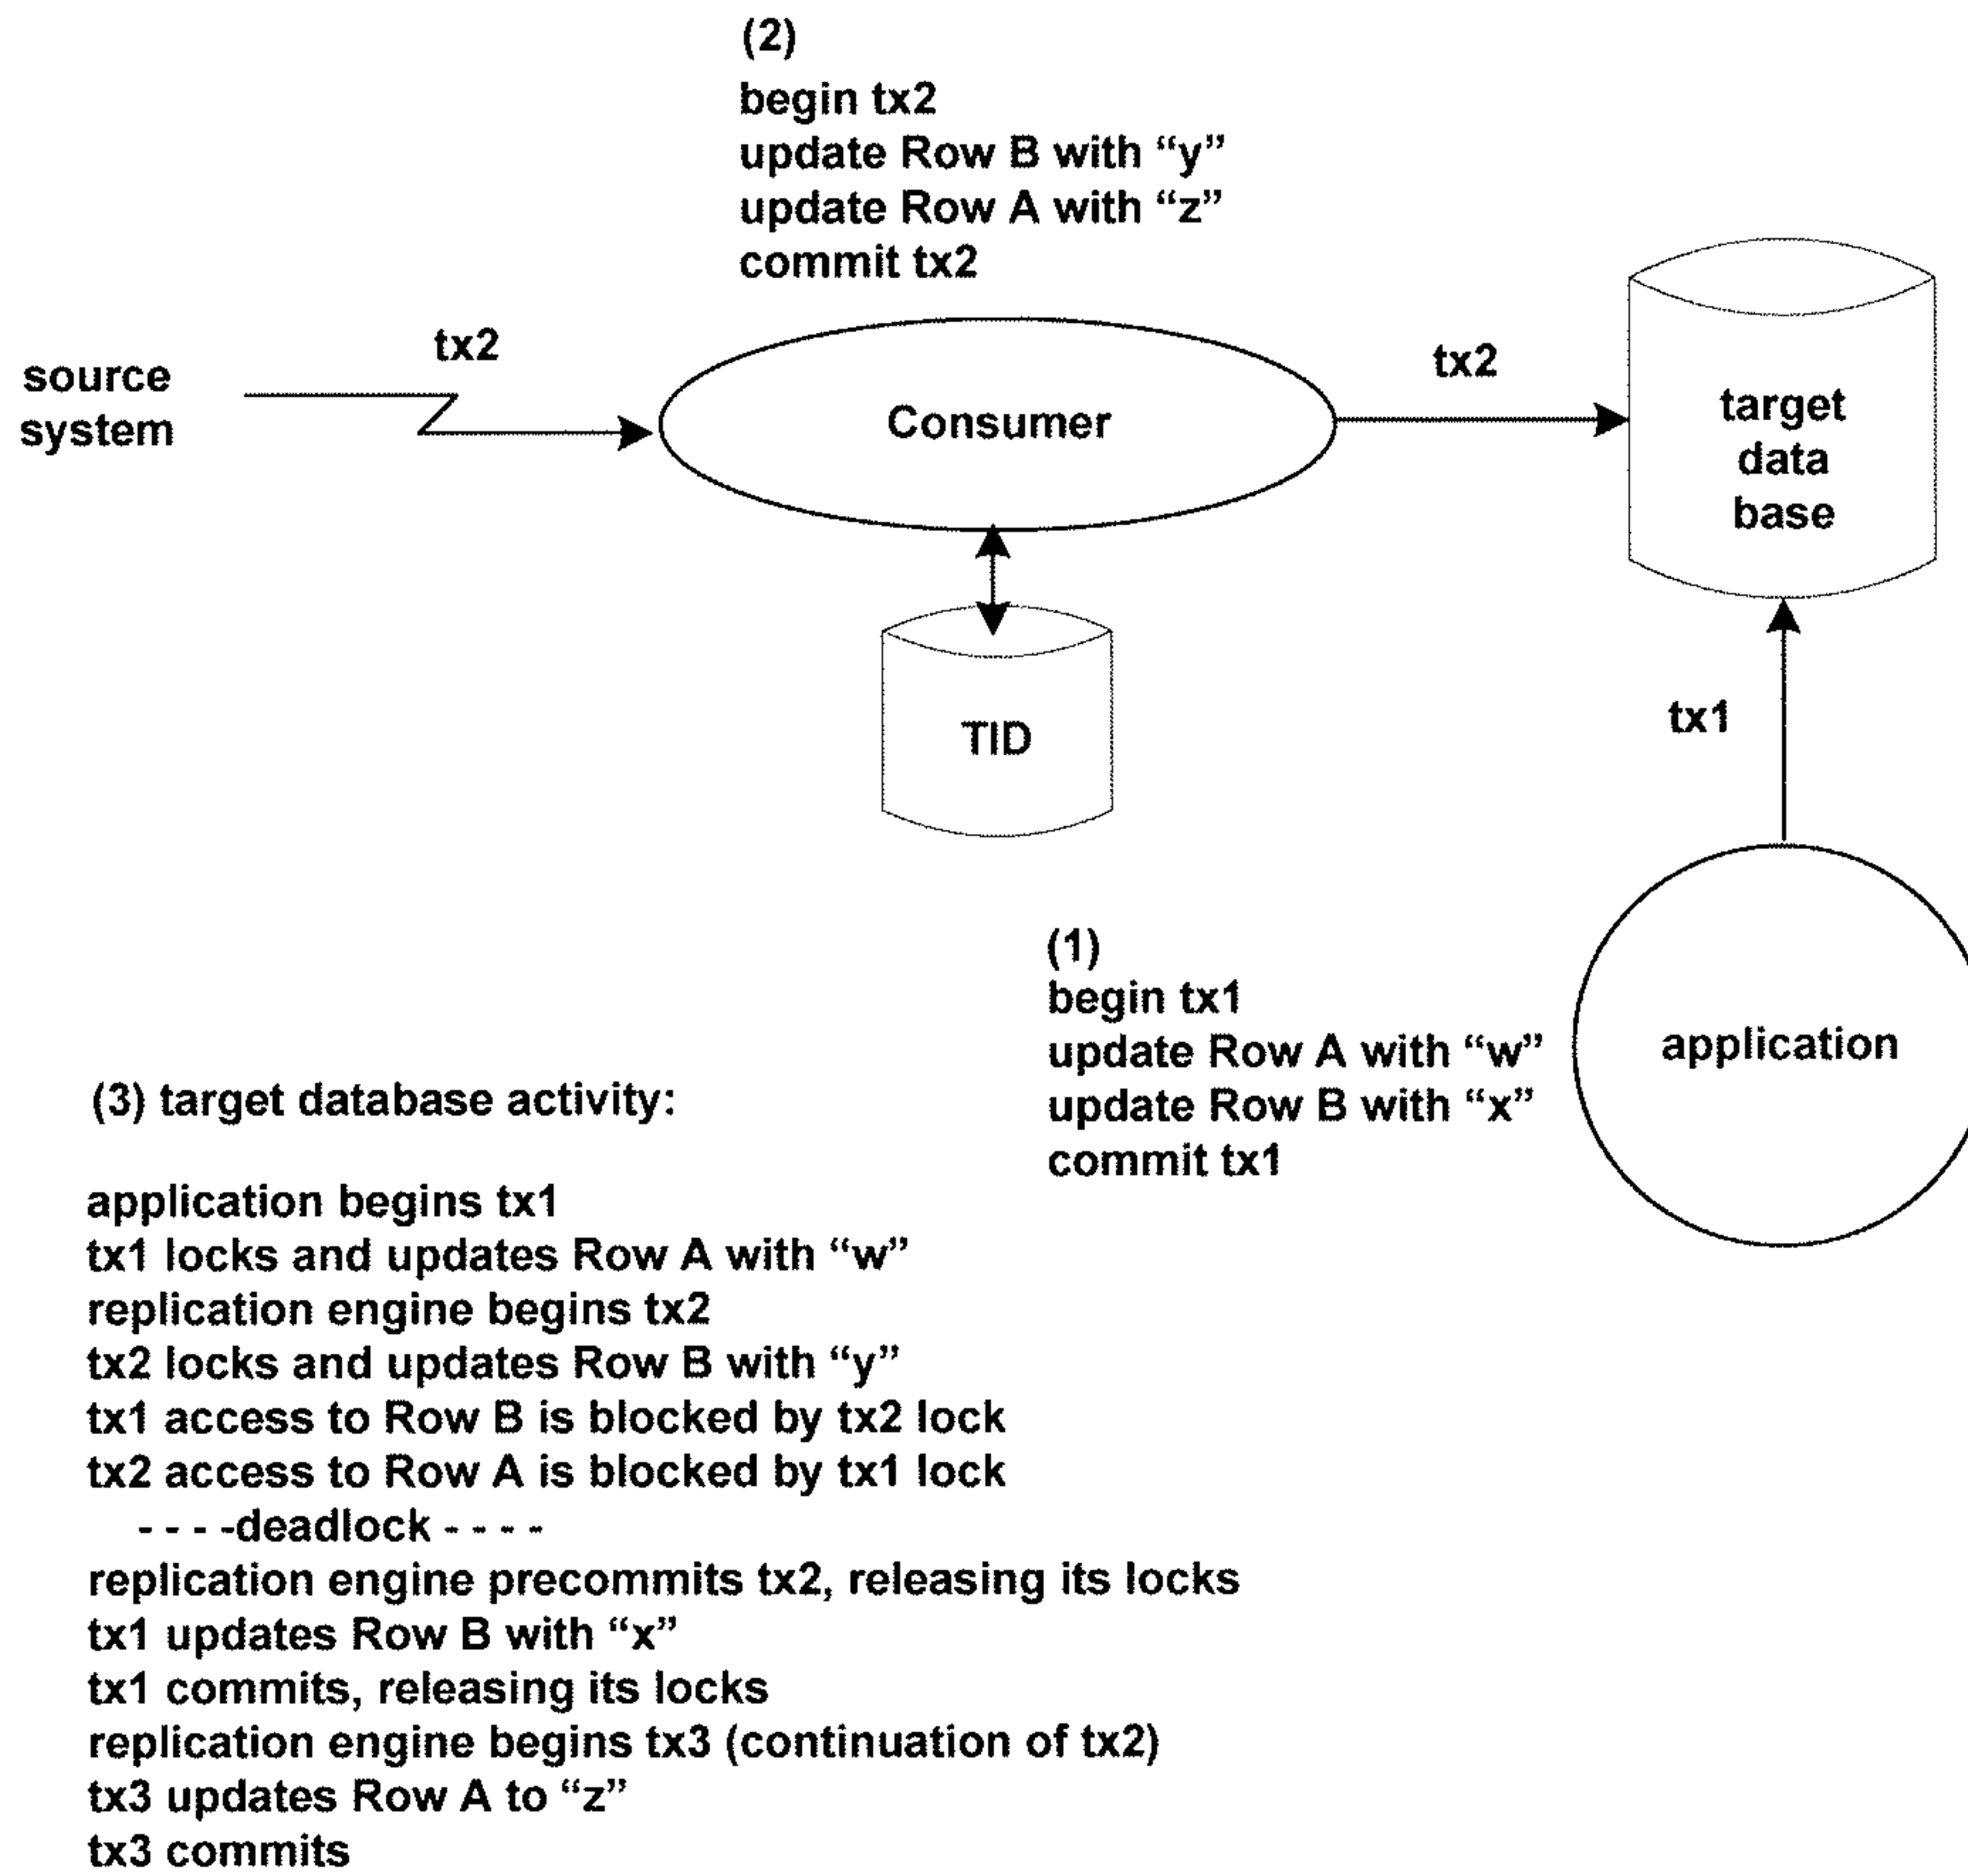 (2)
begin tx2
update Row B with “y”
update Row A with “z”
commit tx2
source
system
tx2
Consumer
tx2
target
data
base
TID
tx1
application
(1)
begin tx1
update Row A with “w”
update Row B with “x”
commit tx1
(3) target database activity:
application begins tx1
tx1 locks and updates Row A with “w”
replication engine begins tx2
tx2 locks and updates Row B with “y”
tx1 access to Row B is blocked by tx2 lock
tx2 access to Row A is blocked by tx1 lock
- - - -deadlock - - - -
replication engine precommits tx2, releasing its locks
tx1 updates Row B with “x”
tx1 commits, releasing its locks
replication engine begins tx3 (continuation of tx2)
tx3 updates Row A to “z”
tx3 commits